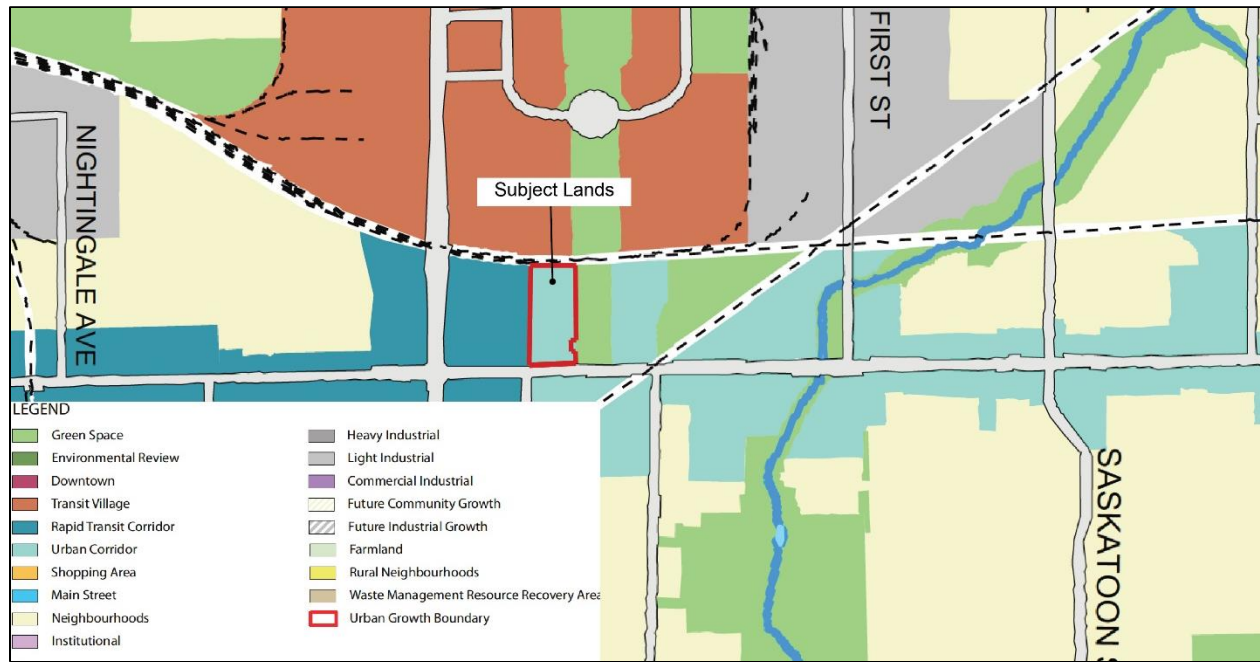 FIRST ST
NIGHTINGALE AVE
Subject Lands
SASKATOON S
LEGEND
Green Space
Environmental Review
Downtown
Transit Village
Rapid Transit Corridor
Urban Corridor
Shopping Area
Main Street
Neighbourhoods
Institutional
Heavy Industrial
Light Industrial
Commercial Industrial
Future Community Growth
Future Industrial Growth
Farmland
Rural Neighbourhoods
Waste Management Resource Recovery Area
Urban Growth Boundary